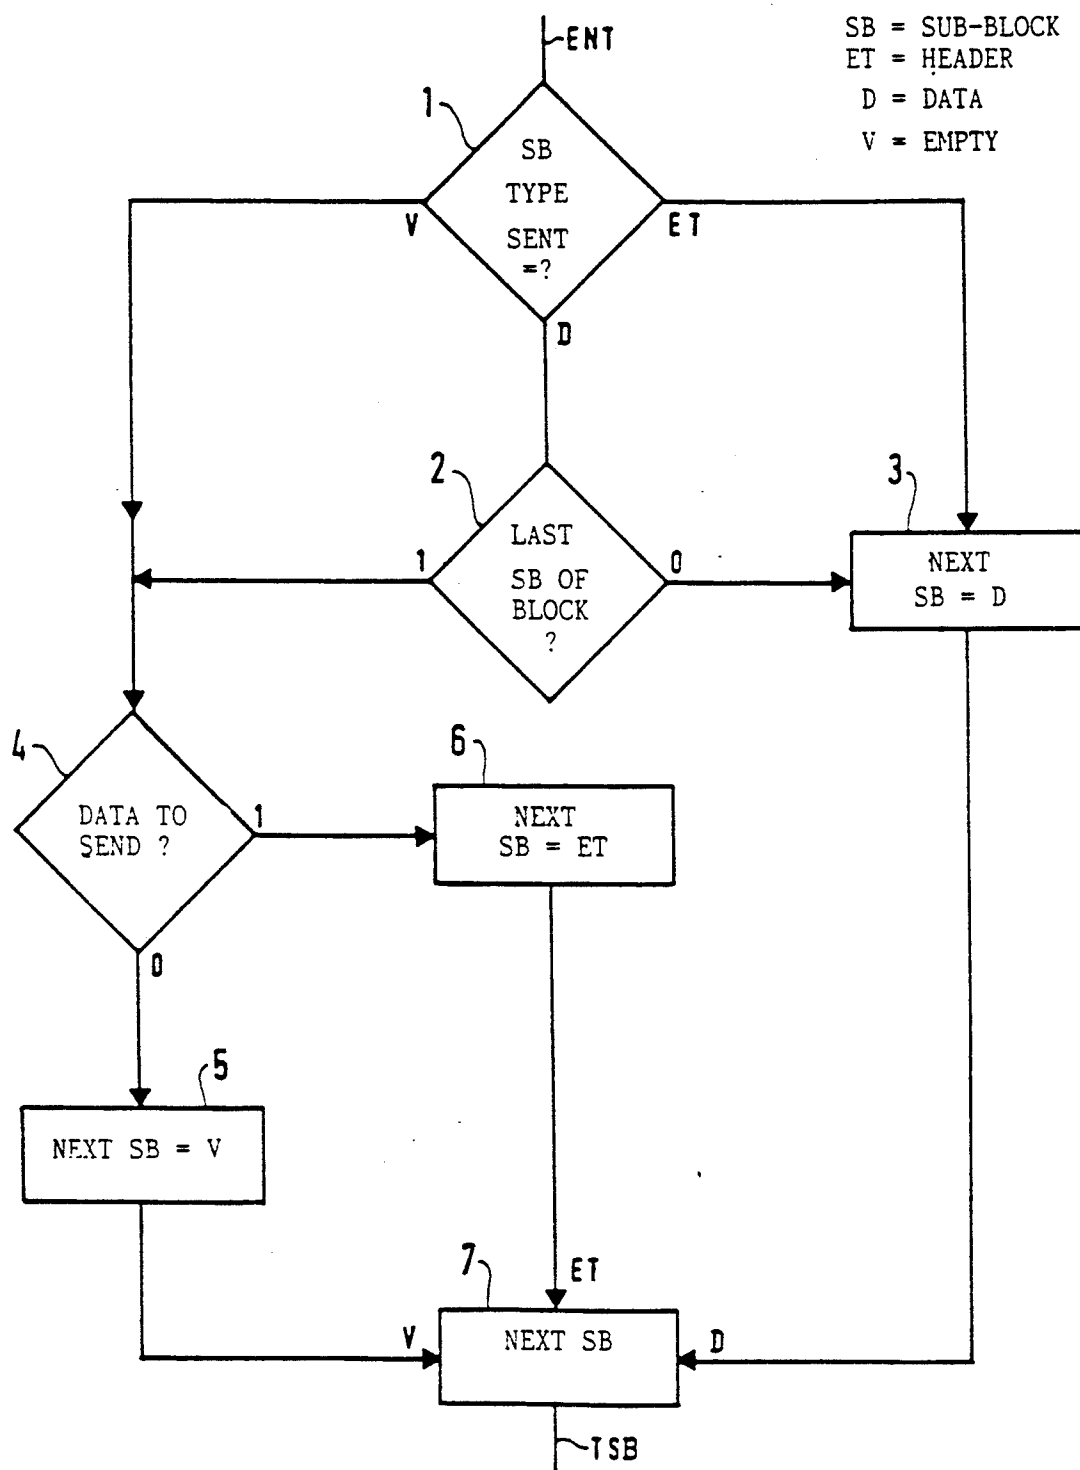 ENT
SB = SUB-BLOCK
ET = HEADER
D = DATA
V = EMPTY
1
SB
TYPE
SENT
=?
V
ET
D
2
LAST
SB OF
BLOCK
?
1
0
3
NEXT
SB = D
4
DATA TO
SEND ?
1
0
6
NEXT
SB = ET
5
NEXT SB = V
7
ET
V
NEXT SB
D
TSB